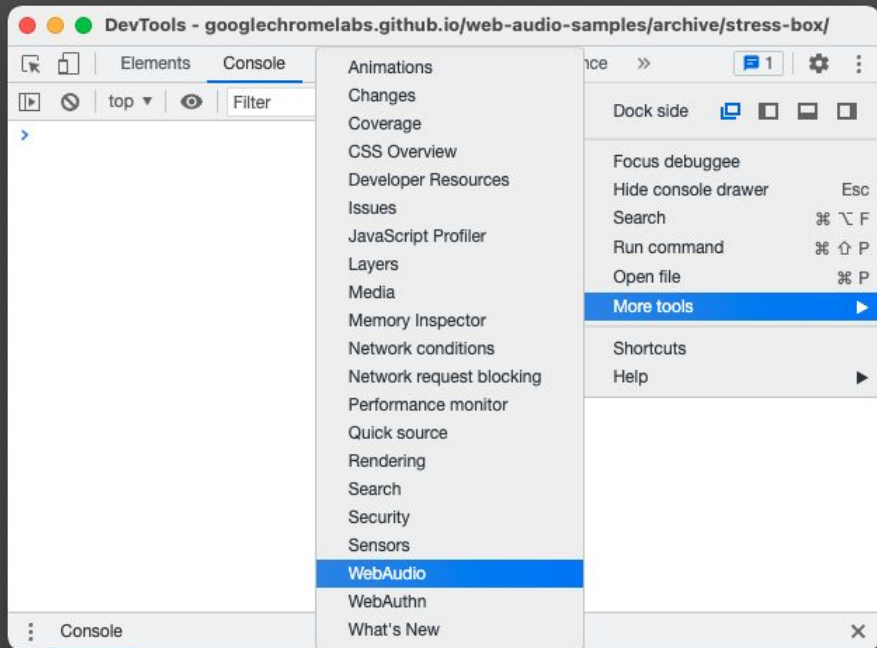 DevTools - googlechromelabs.github.io/web-audio-samples/archive/stress-box/
Elements Console nce » 1
top ▼ Filter
>
Animations
Changes
Coverage
CSS Overview
Developer Resources
Issues
JavaScript Profiler
Layers
Media
Memory Inspector
Network conditions
Network request blocking
Performance monitor
Quick source
Rendering
Search
Security
Sensors
WebAudio
WebAuthn
What's New
Dock side
Focus debuggee
Hide console drawer Esc
Search ⌘ ⌥ F
Run command ⌘ ⇧ P
Open file ⌘ P
More tools ▶
Shortcuts
Help ▶
Console